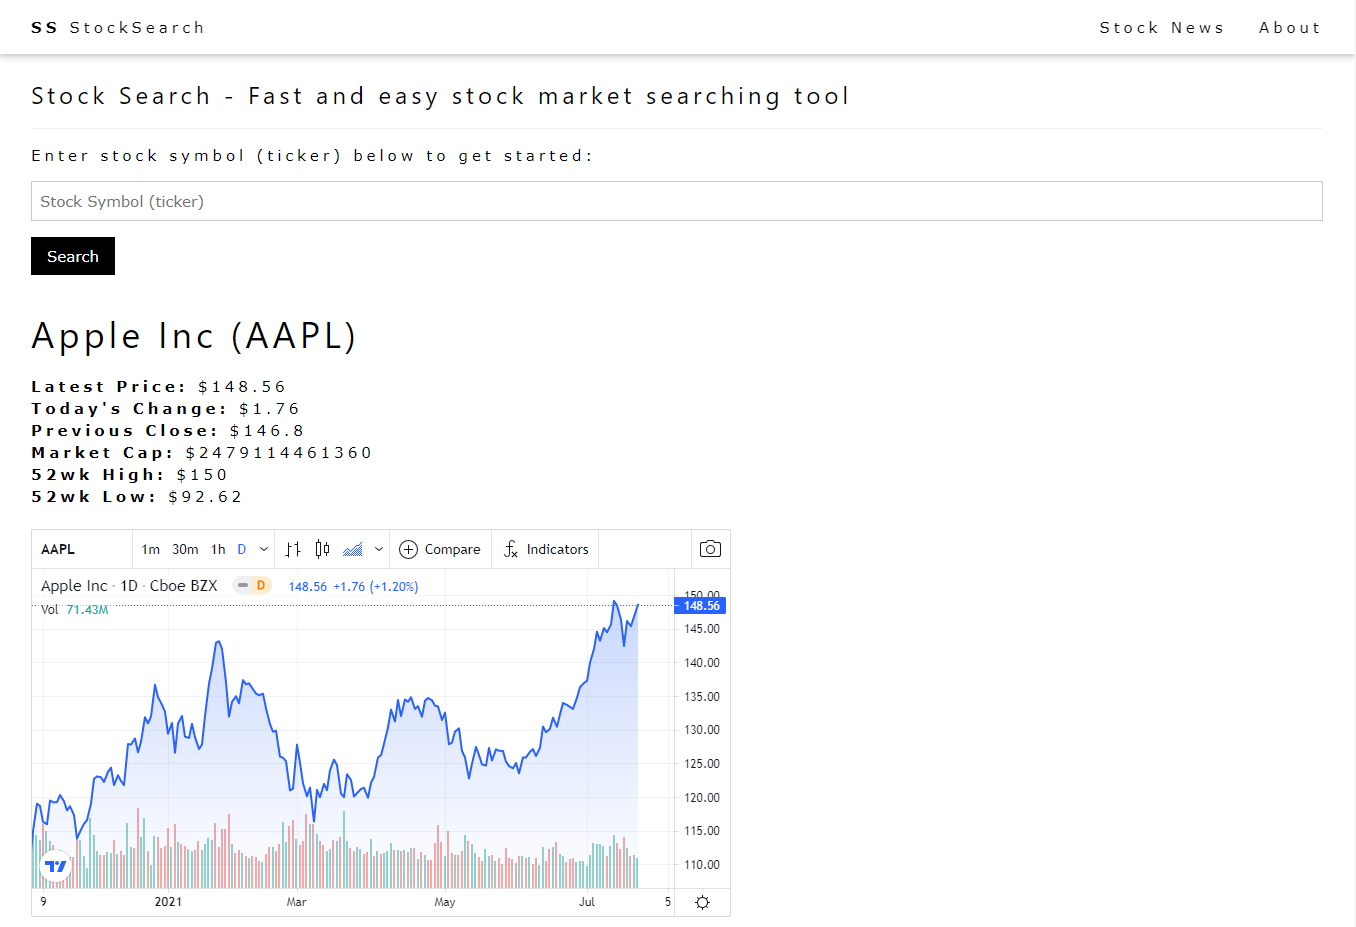 SS StockSearch Stock News About
Stock Search - Fast and easy stock market searching tool
Enter stock symbol (ticker) below to get started:
Stock Symbol (ticker)
Search
Apple Inc (AAPL)
Latest Price: $148.56
Today's Change: $1.76
Previous Close: $146.8
Market Cap: $2479114461360
52wk High: $150
52wk Low: $92.62
AAPL 1m 30m 1h D Compare fx Indicators
Apple Inc · 1D · Cboe BZX D 148.56 +1.76 (+1.20%)
150.00
148.56
Vol 71.43M
145.00
140.00
135.00
130.00
125.00
120.00
115.00
110.00
9 2021 Mar May Jul 5